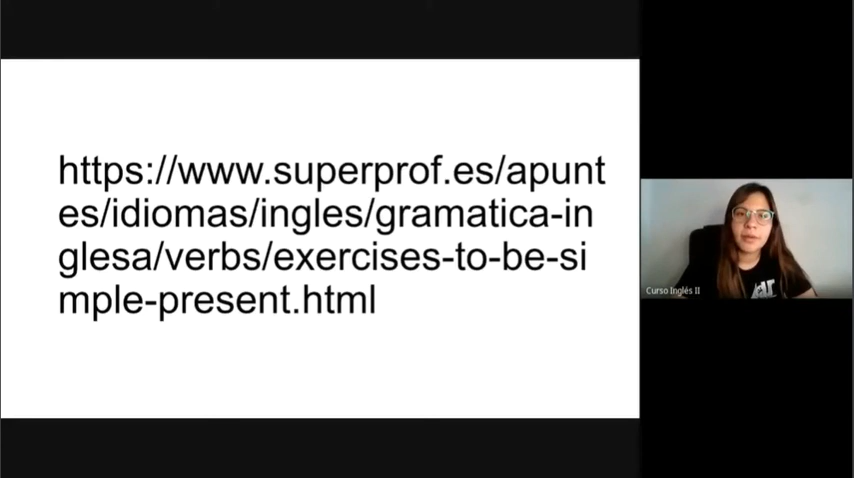 https://www.superprof.es/apunt
es/idiomas/ingles/gramatica-in
glesa/verbs/exercises-to-be-si
mple-present.html
Curso Inglés II